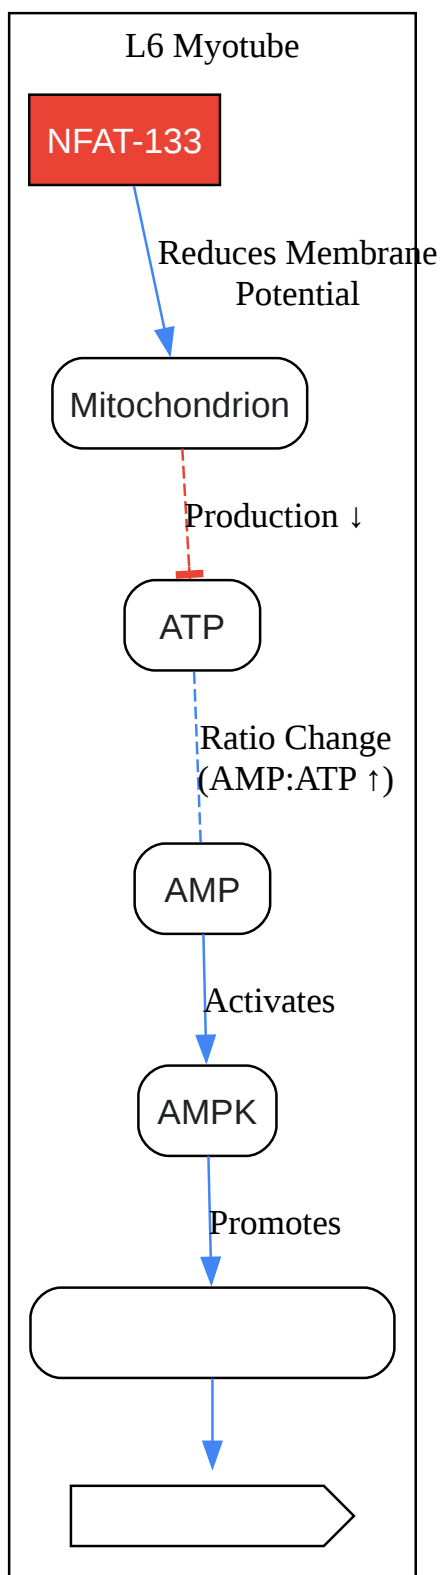 L6 Myotube
NFAT-133
Reduces Membrane
Potential
Mitochondrion
Production ↓
ATP
Ratio Change
(AMP:ATP ↑)
AMP
Activates
AMPK
Promotes